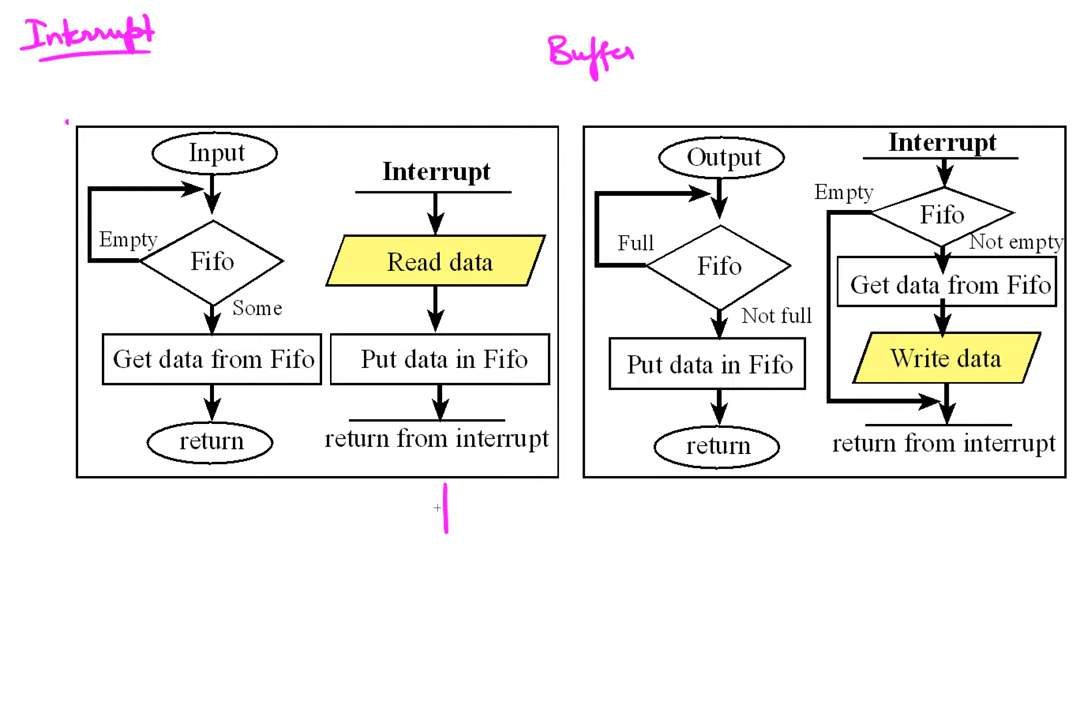 Interrupt
Buffer
Input
Interrupt
Empty
Fifo
Read data
Some
Get data from Fifo
Put data in Fifo
return
return from interrupt
Output
Interrupt
Empty
Fifo
Full
Fifo
Not empty
Get data from Fifo
Not full
Put data in Fifo
Write data
return
return from interrupt